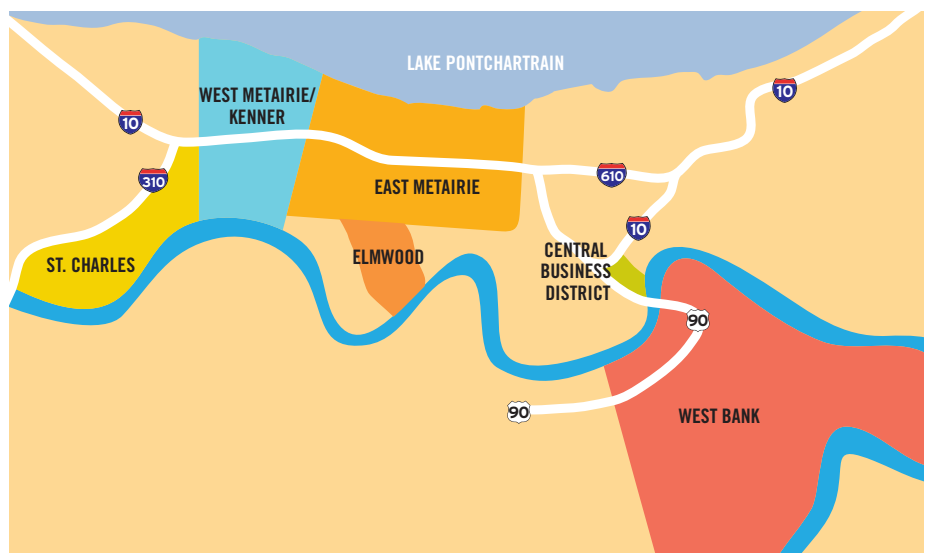 LAKE PONTCHARTRAIN
WEST METAIRIE/
KENNER
10
10
310
610
EAST METAIRIE
10
ST. CHARLES
ELMWOOD
CENTRAL
BUSINESS
DISTRICT
90
90
WEST BANK